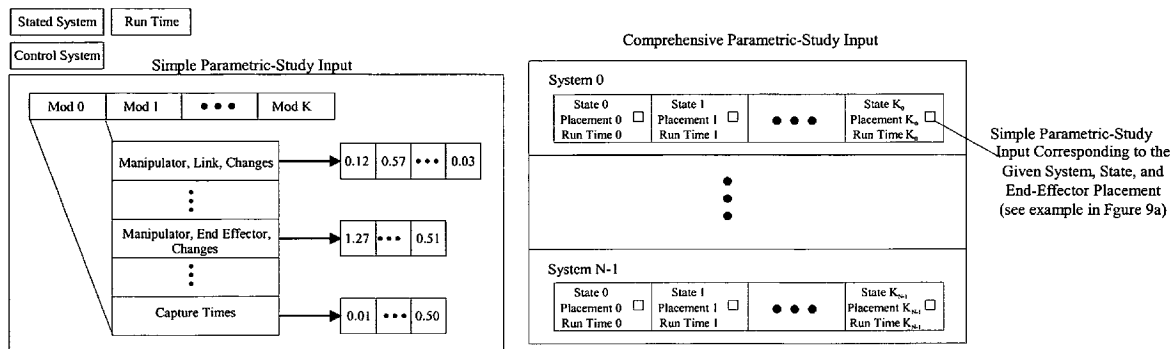 Stated System
Run Time
Control System
Simple Parametric-Study Input
Mod 0
Mod 1
•••
Mod K
Manipulator, Link, Changes
0.12
0.57
•••
0.03
Manipulator, End Effector,
Changes
1.27
•••
0.51
Capture Times
0.01
•••
0.50
Comprehensive Parametric-Study Input
System 0
State 0
Placement 0
Run Time 0
State 1
Placement 1
Run Time 1
•••
State K₀
Placement K₀
Run Time K₀
System N-1
State 0
Placement 0
Run Time 0
State 1
Placement 1
Run Time 1
•••
State K_N-1
Placement K_N-1
Run Time K_N-1
Simple Parametric-Study
Input Corresponding to the
Given System, State, and
End-Effector Placement
(see example in Fgure 9a)